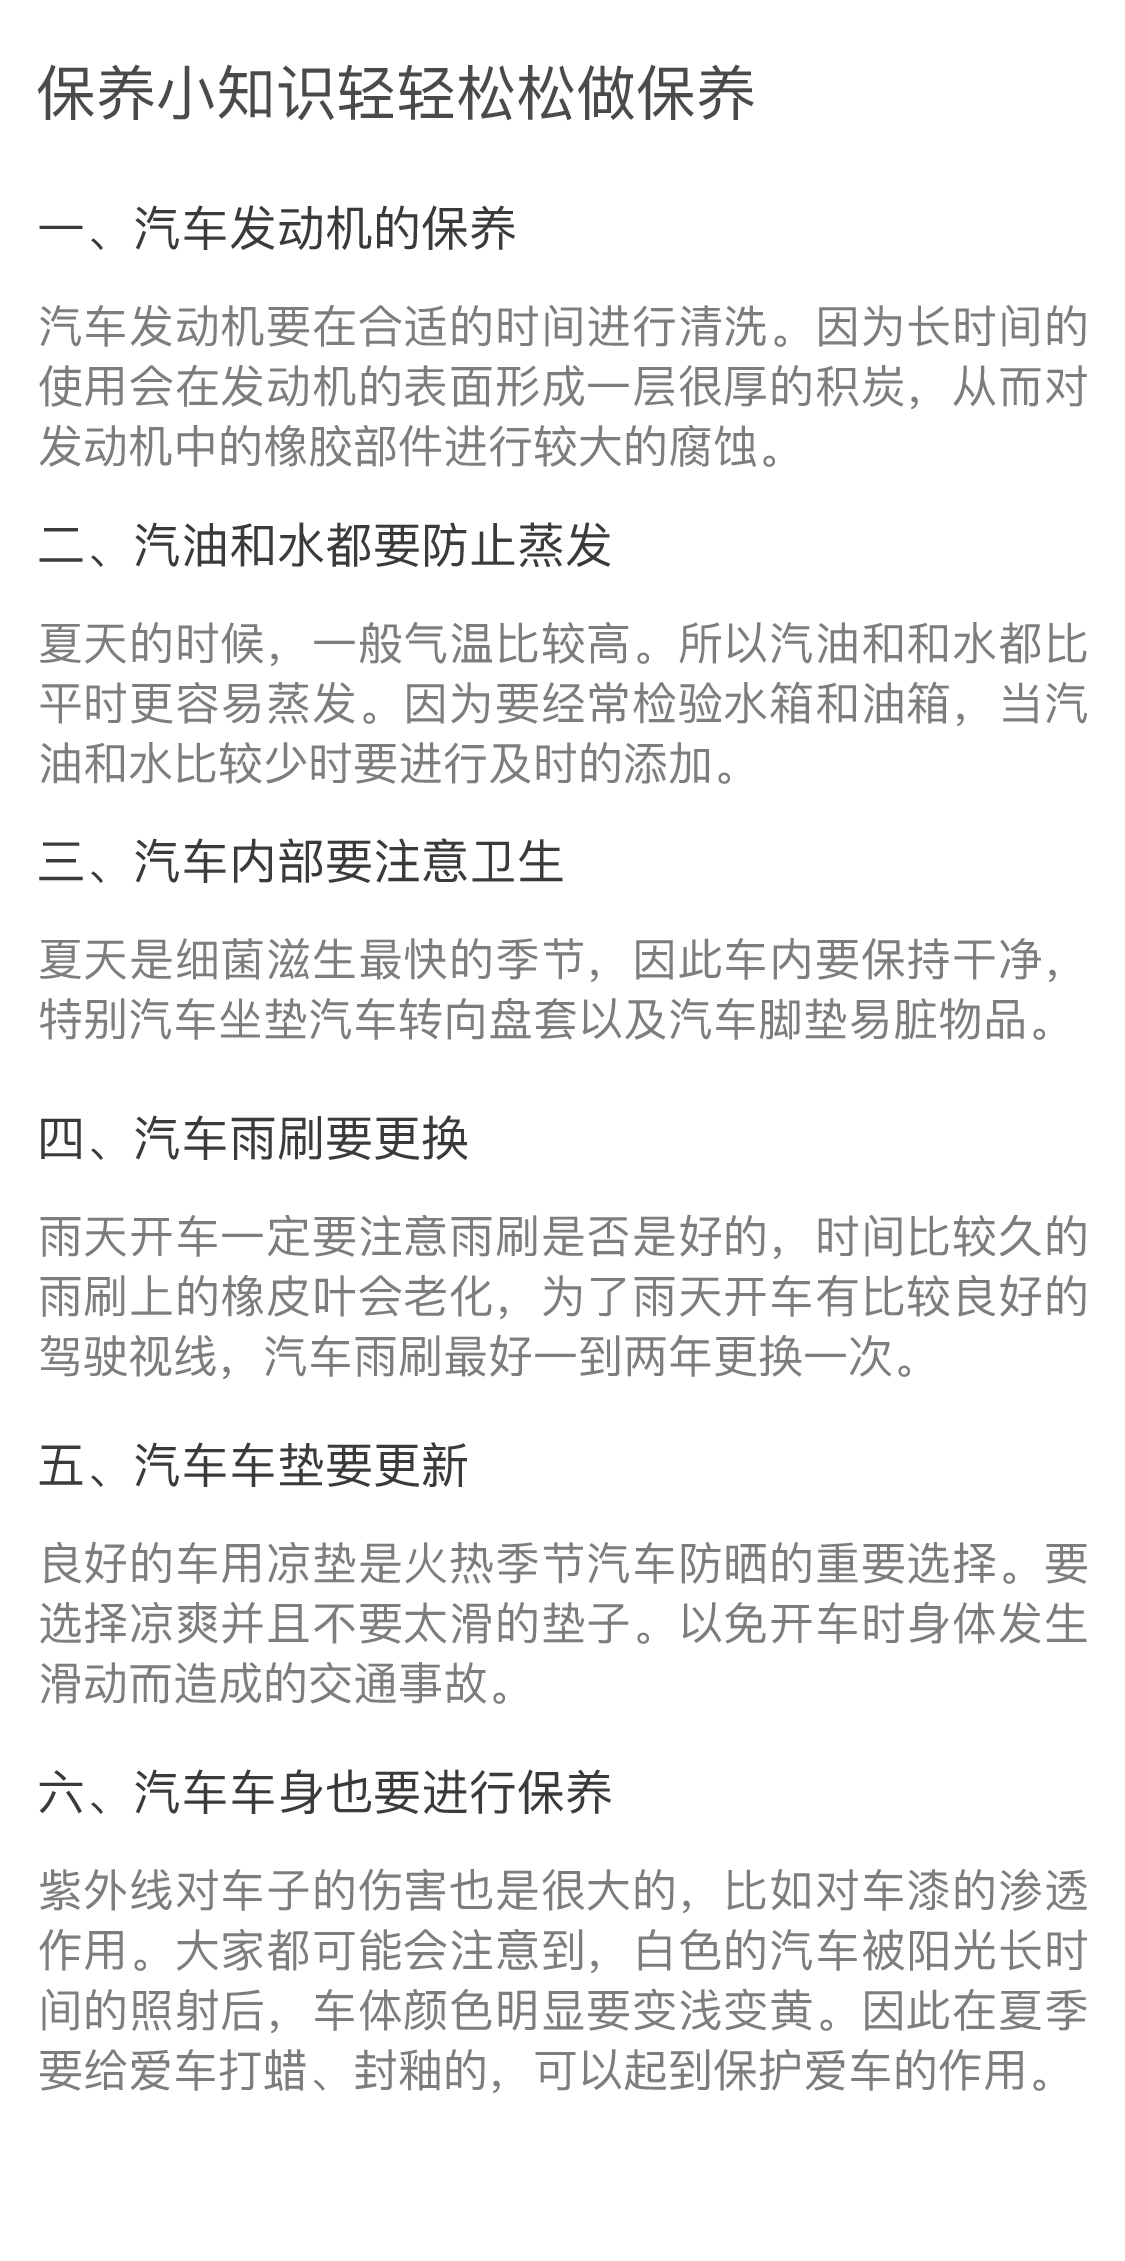 保养小知识轻轻松松做保养
一、汽车发动机的保养
汽车发动机要在合适的时间进行清洗。因为长时间的
使用会在发动机的表面形成一层很厚的积炭，从而对
发动机中的橡胶部件进行较大的腐蚀。
二、汽油和水都要防止蒸发
夏天的时候，一般气温比较高。所以汽油和和水都比
平时更容易蒸发。因为要经常检验水箱和油箱，当汽
油和水比较少时要进行及时的添加。
三、汽车内部要注意卫生
夏天是细菌滋生最快的季节，因此车内要保持干净，
特别汽车坐垫汽车转向盘套以及汽车脚垫易脏物品。
四、汽车雨刷要更换
雨天开车一定要注意雨刷是否是好的，时间比较久的
雨刷上的橡皮叶会老化，为了雨天开车有比较良好的
驾驶视线，汽车雨刷最好一到两年更换一次。
五、汽车车垫要更新
良好的车用凉垫是火热季节汽车防晒的重要选择。要
选择凉爽并且不要太滑的垫子。以免开车时身体发生
滑动而造成的交通事故。
六、汽车车身也要进行保养
紫外线对车子的伤害也是很大的，比如对车漆的渗透
作用。大家都可能会注意到，白色的汽车被阳光长时
间的照射后，车体颜色明显要变浅变黄。因此在夏季
要给爱车打蜡、封釉的，可以起到保护爱车的作用。